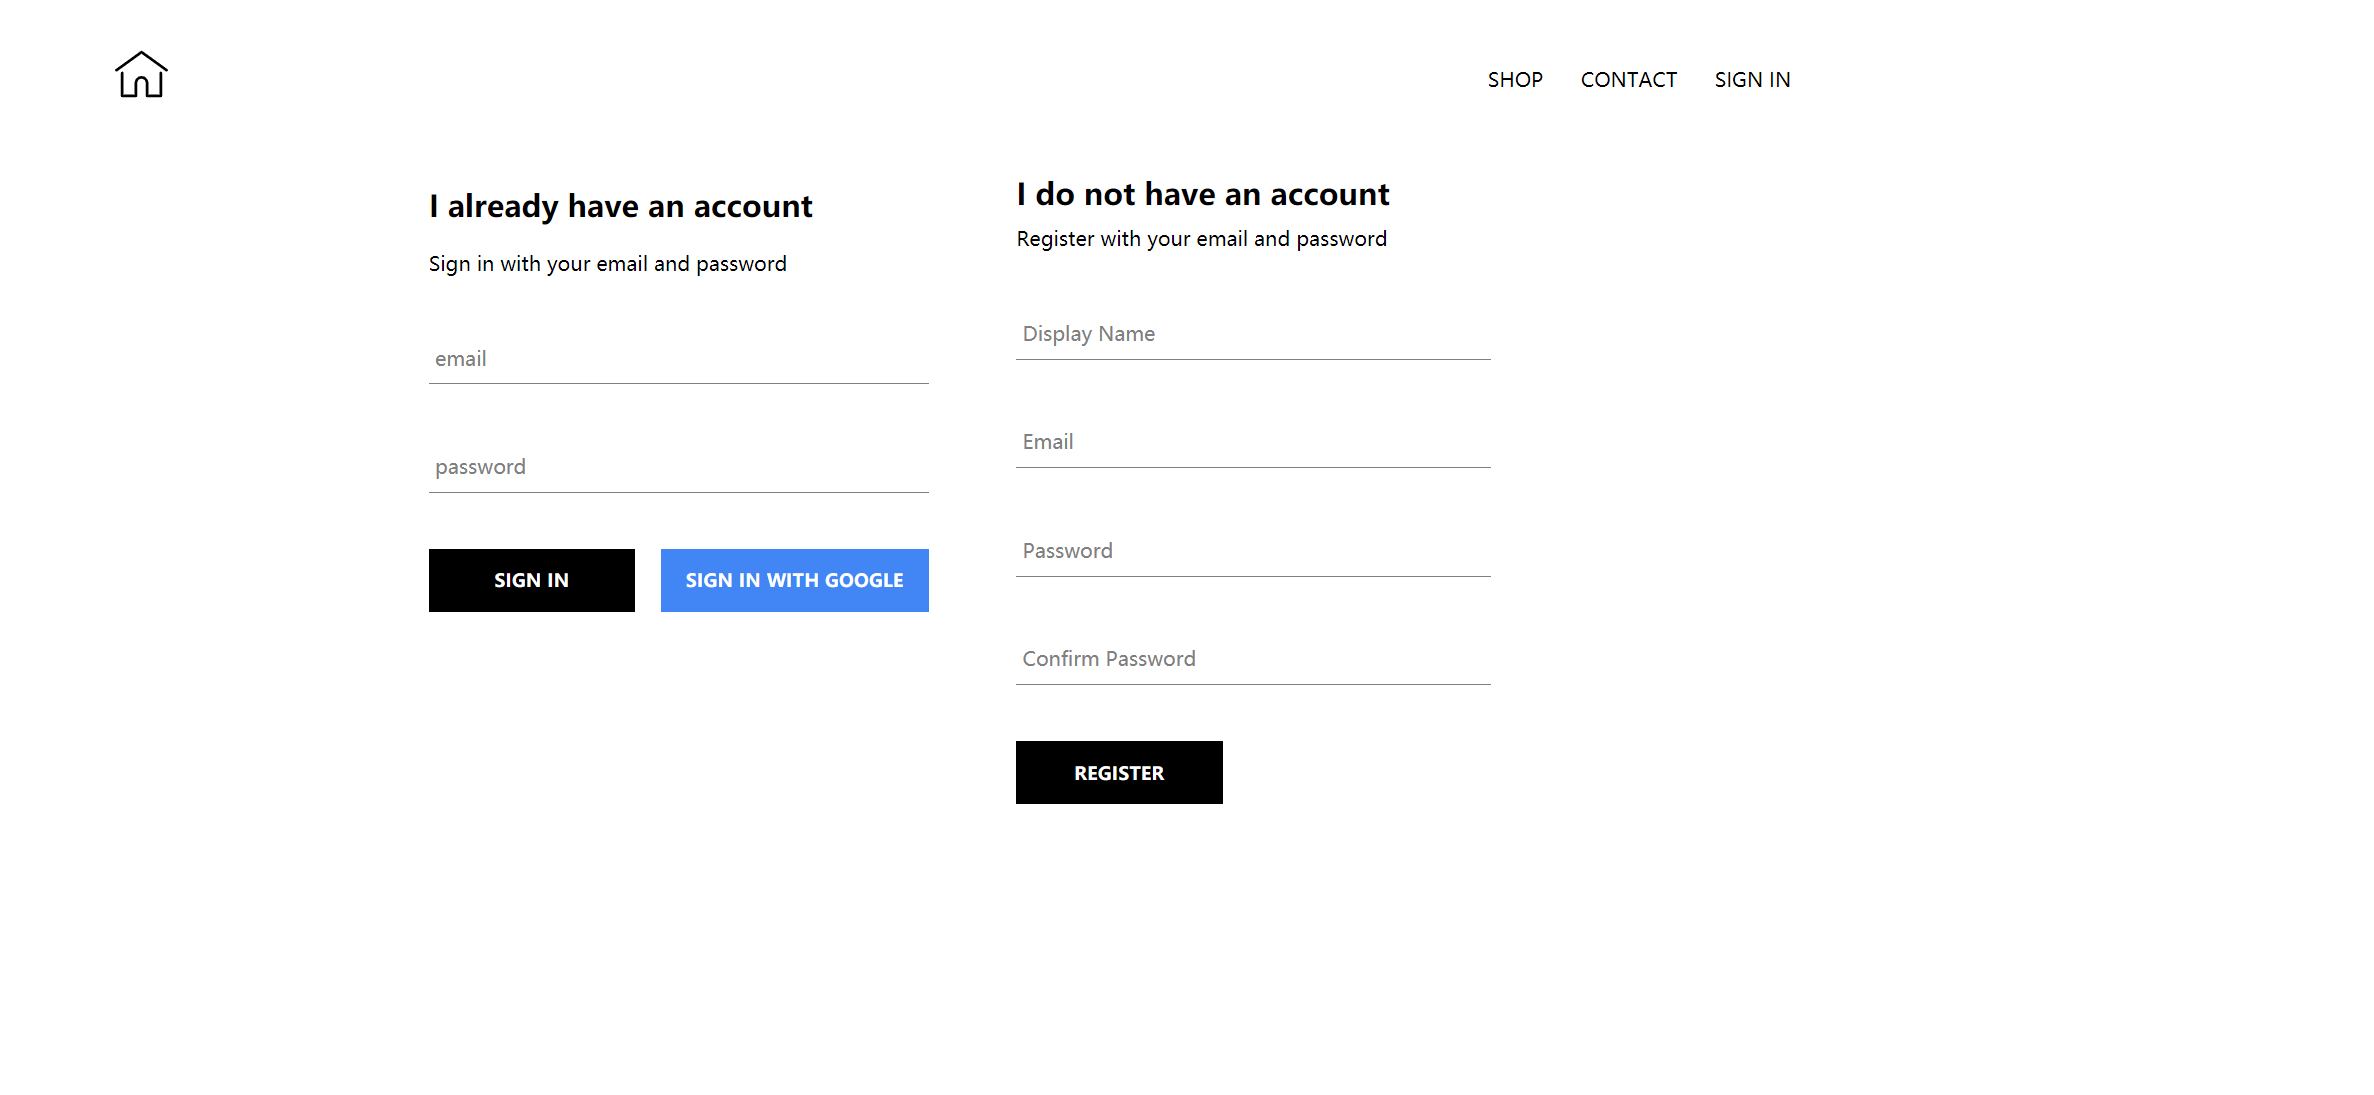 SHOP CONTACT SIGN IN
I already have an account
Sign in with your email and password
email
password
SIGN IN SIGN IN WITH GOOGLE
I do not have an account
Register with your email and password
Display Name
Email
Password
Confirm Password
REGISTER